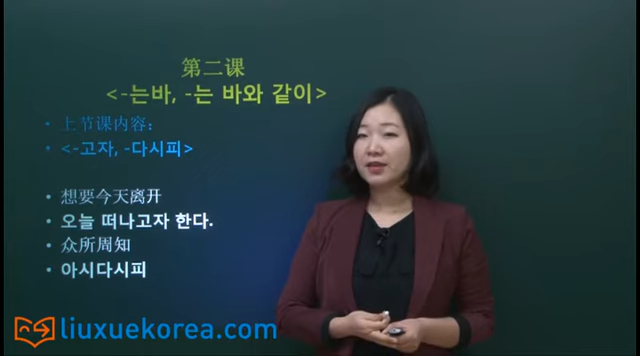 第二课
<-는바, -는 바와 같이>
• 上节课内容：
• <-고자, -다시피>
• 想要今天离开
• 오늘 떠나고자 한다.
• 众所周知
• 아시다시피
liuxuekorea.com